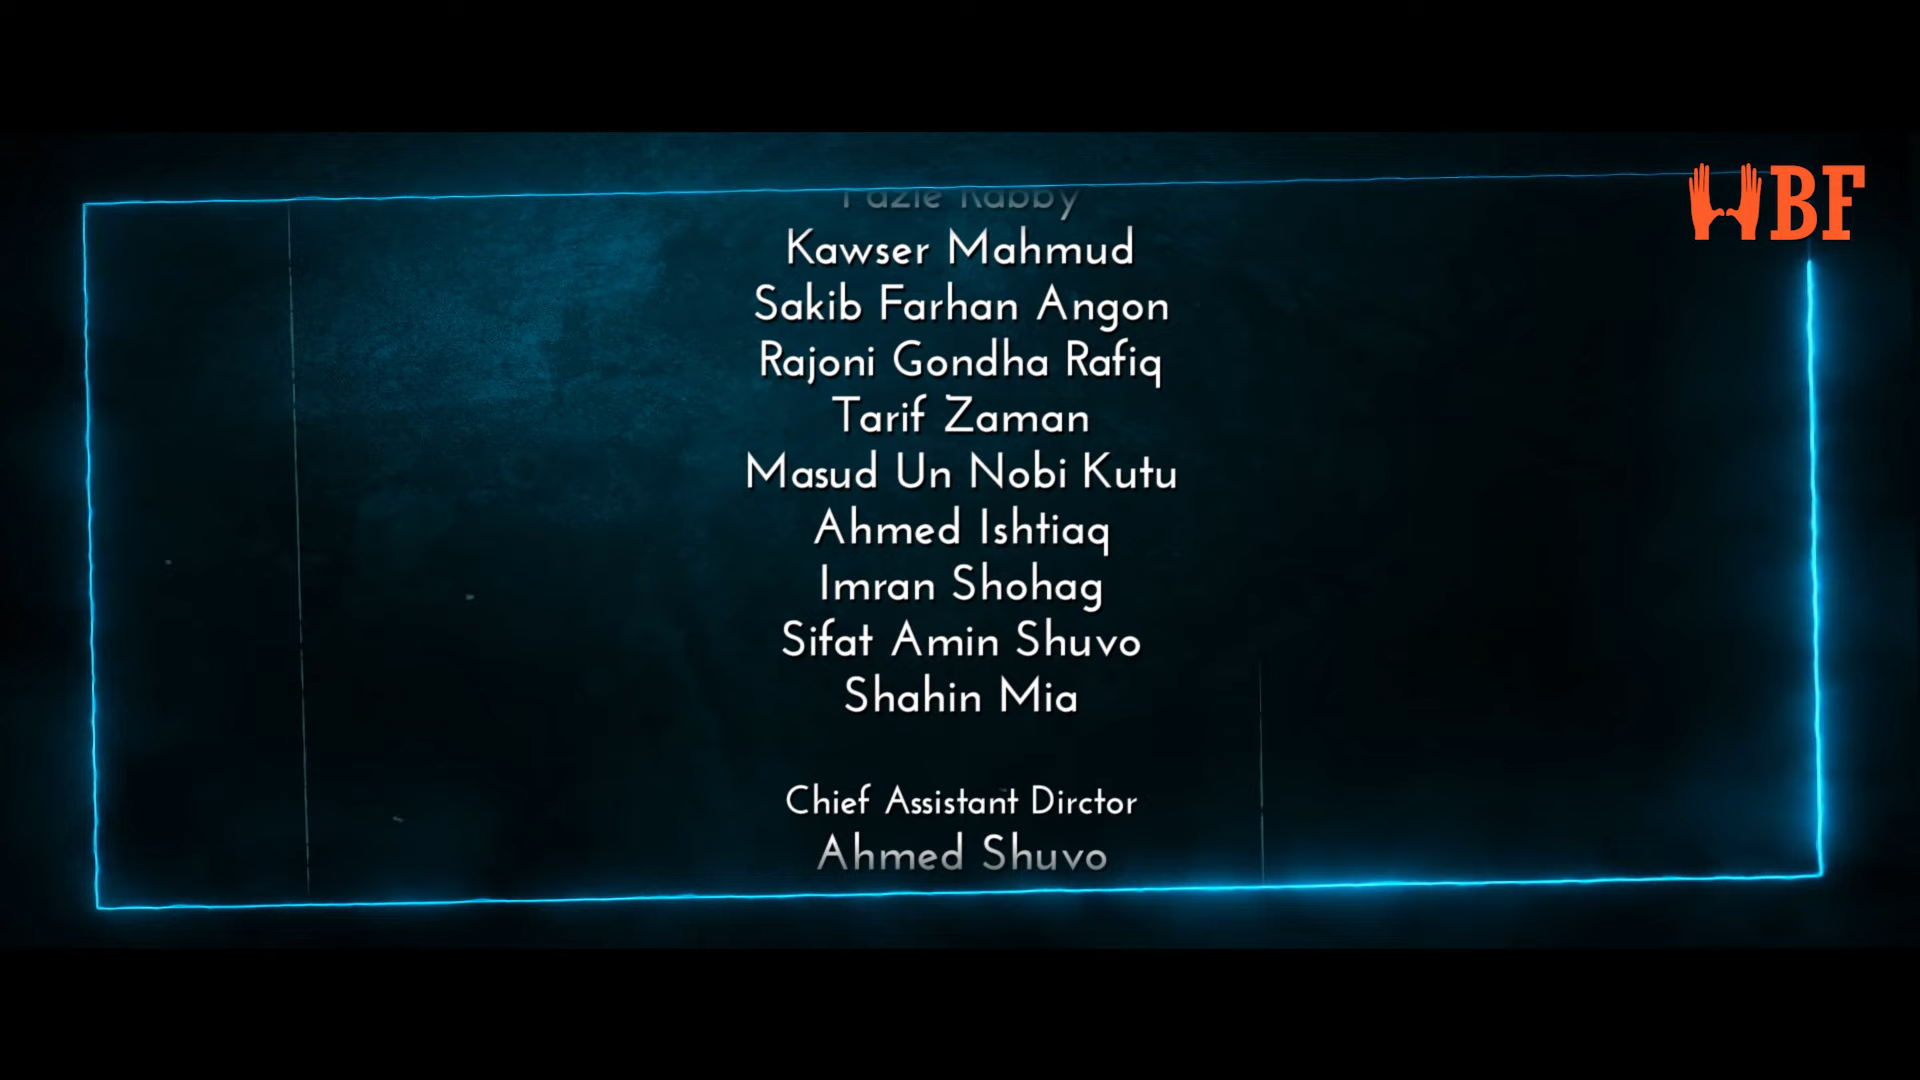 Rabby
BF
Kawser Mahmud
Sakib Farhan Angon
Rajoni Gondha Rafiq
Tarif Zaman
Masud Un Nobi Kutu
Ahmed Ishtiaq
Imran Shohag
Sifat Amin Shuvo
Shahin Mia
Chief Assistant Dirctor
Ahmed Shuvo